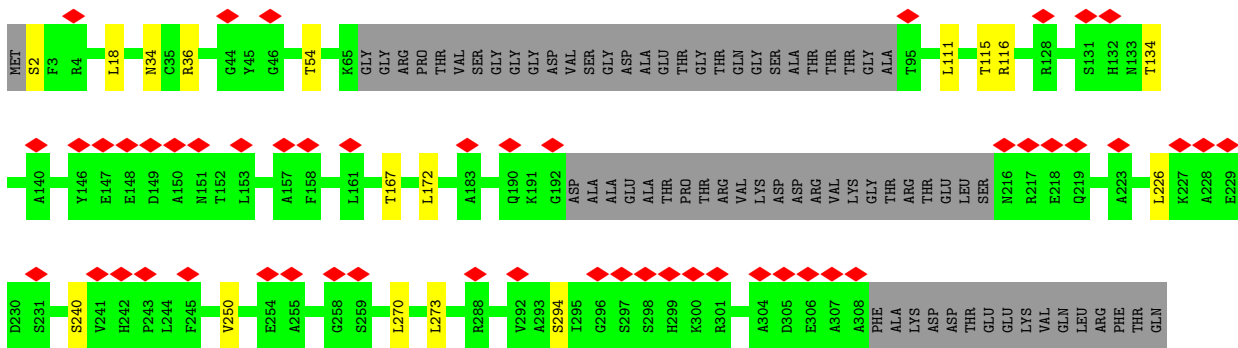 MET S2 F3 R4 L18 N34 C35 R36 G44 Y45 G46 T54 K65 GLY GLY ARG PRO THR VAL SER GLY GLY GLY ASP VAL SER GLY ASP ALA GLU THR GLY THR GLN GLY SER ALA THR THR THR GLY ALA T95 L111 T115 R116 R128 S131 H132 N133 T134
A140 Y146 E147 E148 D149 A150 N151 T152 L153 A157 F158 L161 T167 L172 A183 Q190 K191 G192 ASP ALA ALA GLU ALA THR PRO THR ARG VAL LYS ASP ASP ARG VAL LYS GLY THR ARG THR GLU LEU SER N216 R217 E218 Q219 A223 L226 K227 A228 E229
D230 S231 S240 V241 H242 P243 L244 F245 V250 E254 A255 G258 S259 L270 L273 R288 V292 A293 S294 I295 G296 S297 S298 H299 K300 R301 A304 D305 E306 A307 A308 PHE ALA LYS ASP ASP THR GLU GLU LYS VAL GLN LEU ARG PHE THR GLN